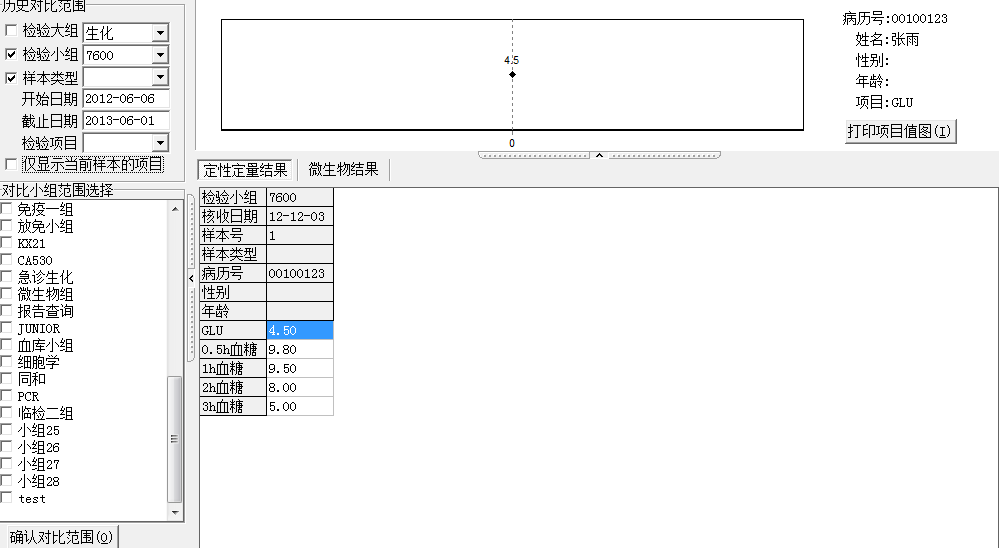 历史对比范围
检验大组 生化
检验小组 7600
样本类型
开始日期 2012-06-06
截止日期 2013-06-01
检验项目
仅显示当前样本的项目
对比小组范围选择
免疫一组
放免小组
KX21
CA530
急诊生化
微生物组
报告查询
JUNIOR
血库小组
细胞学
同和
PCR
临检二组
小组25
小组26
小组27
小组28
test
确认对比范围(O)
4.5
0
病历号:00100123
姓名:张雨
性别:
年龄:
项目:GLU
打印项目值图(I)
定性定量结果 微生物结果
检验小组 7600
核收日期 12-12-03
样本号 1
样本类型
病历号 00100123
性别
年龄
GLU 4.50
0.5h血糖 9.80
1h血糖 9.50
2h血糖 8.00
3h血糖 5.00